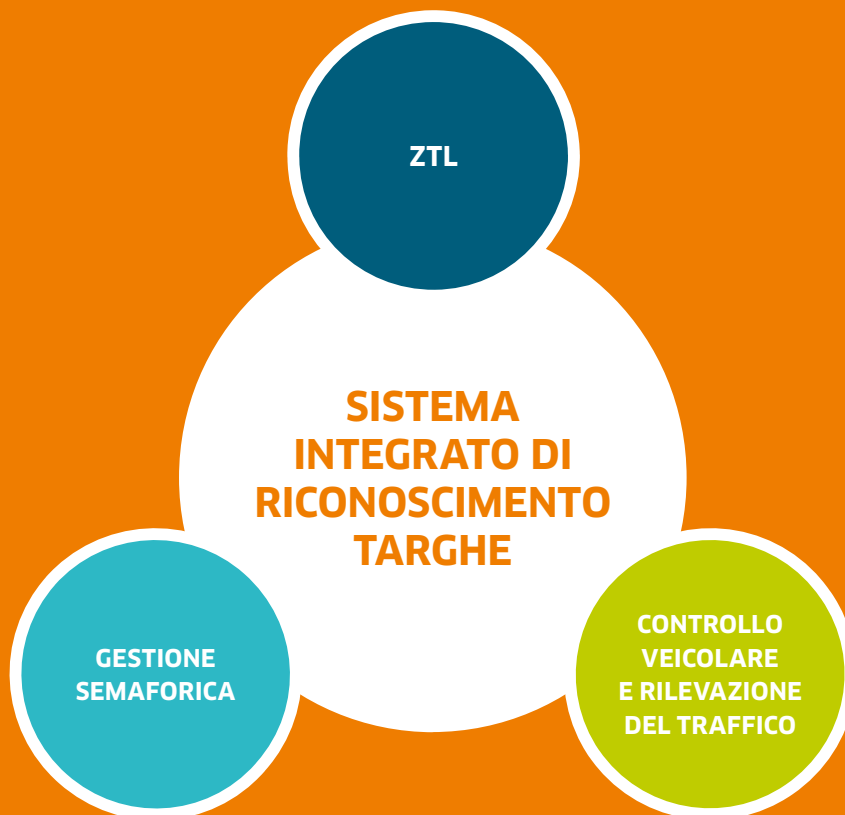 ZTL
SISTEMA
INTEGRATO DI
RICONOSCIMENTO
TARGHE
GESTIONE
SEMAFORICA
CONTROLLO
VEICOLARE
E RILEVAZIONE
DEL TRAFFICO